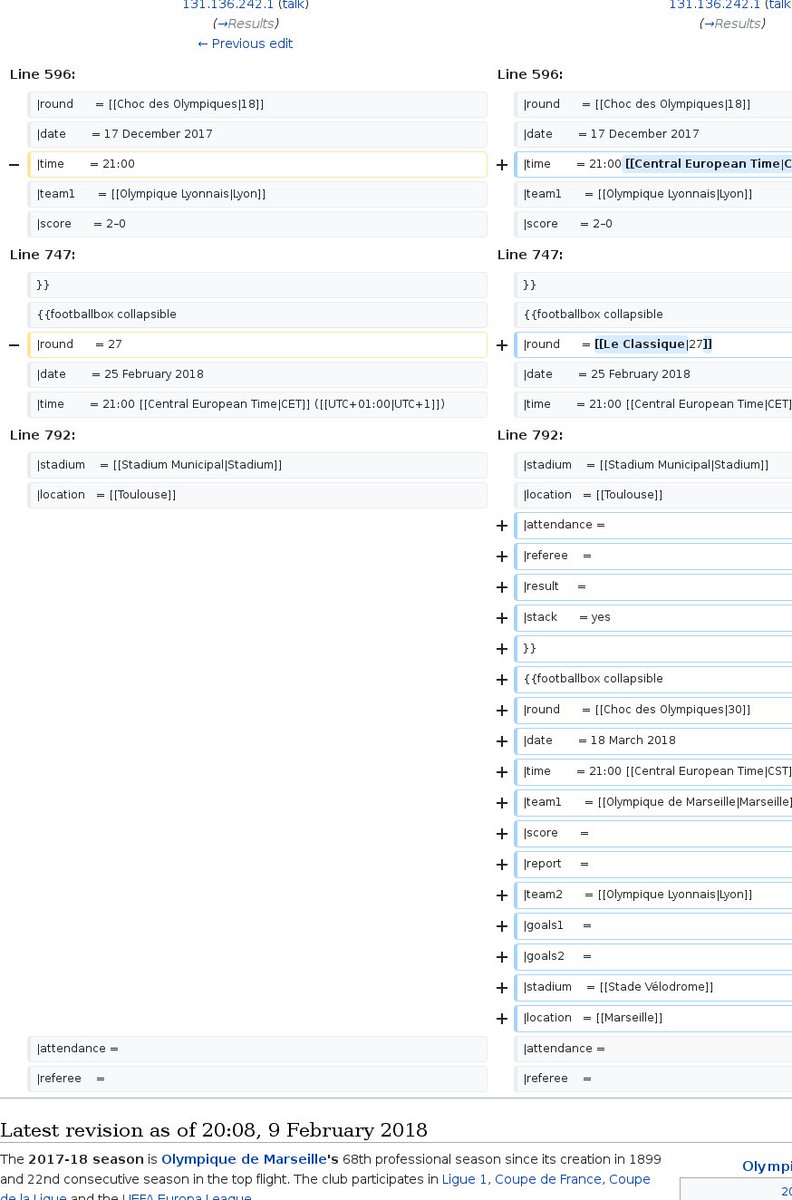 131.136.242.1 (talk)
(→Results)
← Previous edit
131.136.242.1 (talk
(→Results)
Line 596:
Line 596:
|round = [[Choc des Olympiques|18]]
|round = [[Choc des Olympiques|18]]
|date = 17 December 2017
|date = 17 December 2017
− |time = 21:00
+ |time = 21:00 [[Central European Time|C
|team1 = [[Olympique Lyonnais|Lyon]]
|team1 = [[Olympique Lyonnais|Lyon]]
|score = 2–0
|score = 2–0
Line 747:
Line 747:
}}
}}
{{footballbox collapsible
{{footballbox collapsible
− |round = 27
+ |round = [[Le Classique|27]]
|date = 25 February 2018
|date = 25 February 2018
|time = 21:00 [[Central European Time|CET]] ([[UTC+01:00|UTC+1]])
|time = 21:00 [[Central European Time|CET]
Line 792:
Line 792:
|stadium = [[Stadium Municipal|Stadium]]
|stadium = [[Stadium Municipal|Stadium]]
|location = [[Toulouse]]
|location = [[Toulouse]]
+ |attendance =
+ |referee =
+ |result =
+ |stack = yes
+ }}
+ {{footballbox collapsible
+ |round = [[Choc des Olympiques|30]]
+ |date = 18 March 2018
+ |time = 21:00 [[Central European Time|CST]
+ |team1 = [[Olympique de Marseille|Marseille]
+ |score =
+ |report =
+ |team2 = [[Olympique Lyonnais|Lyon]]
+ |goals1 =
+ |goals2 =
+ |stadium = [[Stade Vélodrome]]
+ |location = [[Marseille]]
|attendance =
|attendance =
|referee =
|referee =
Latest revision as of 20:08, 9 February 2018
The 2017-18 season is Olympique de Marseille's 68th professional season since its creation in 1899
and 22nd consecutive season in the top flight. The club participates in Ligue 1, Coupe de France, Coupe
de la Ligue and the UEFA Europa League.
Olympi
20